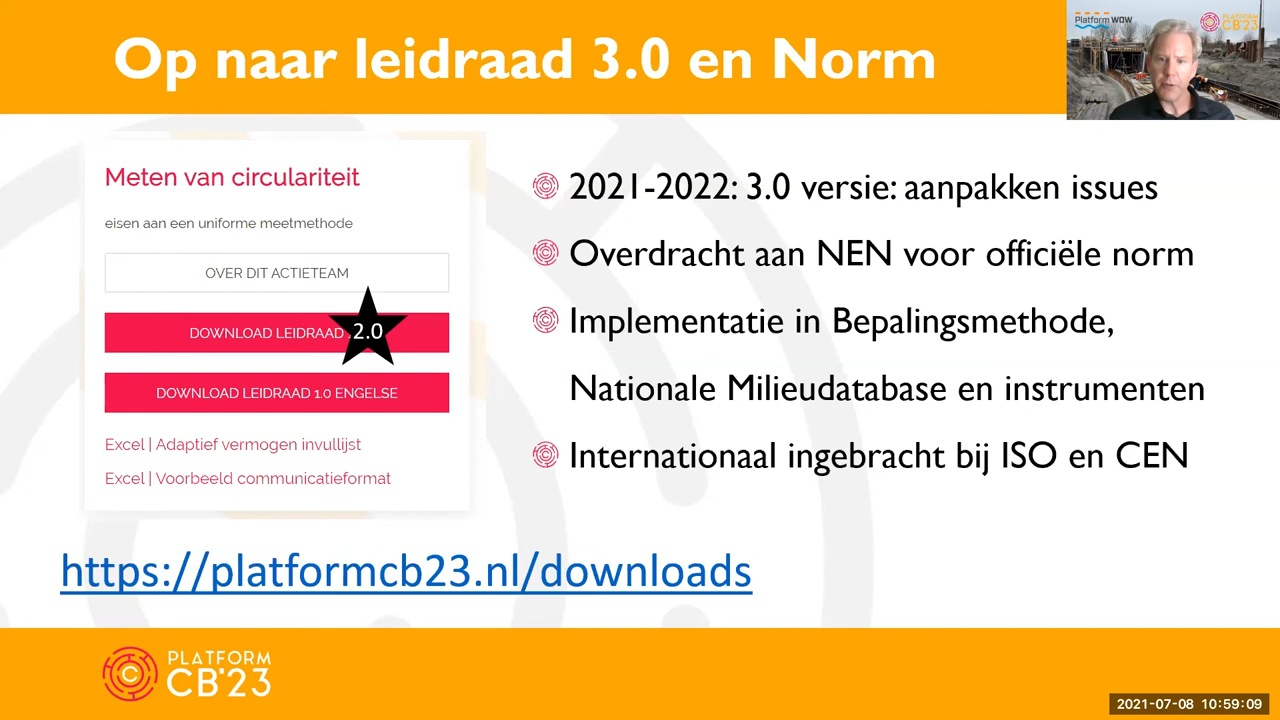 Op naar leidraad 3.0 en Norm
Platform WOW
PLATFORM
CB'23
Meten van circulariteit
eisen aan een uniforme meetmethode
OVER DIT ACTIETEAM
DOWNLOAD LEIDRAAD 2.0
DOWNLOAD LEIDRAAD 1.0 ENGELSE
Excel | Adaptief vermogen invullijst
Excel | Voorbeeld communicatieformat
2021-2022: 3.0 versie: aanpakken issues
Overdracht aan NEN voor officiële norm
Implementatie in Bepalingsmethode,
Nationale Milieudatabase en instrumenten
Internationaal ingebracht bij ISO en CEN
https://platformcb23.nl/downloads
PLATFORM
CB'23
2021-07-08 10:59:09